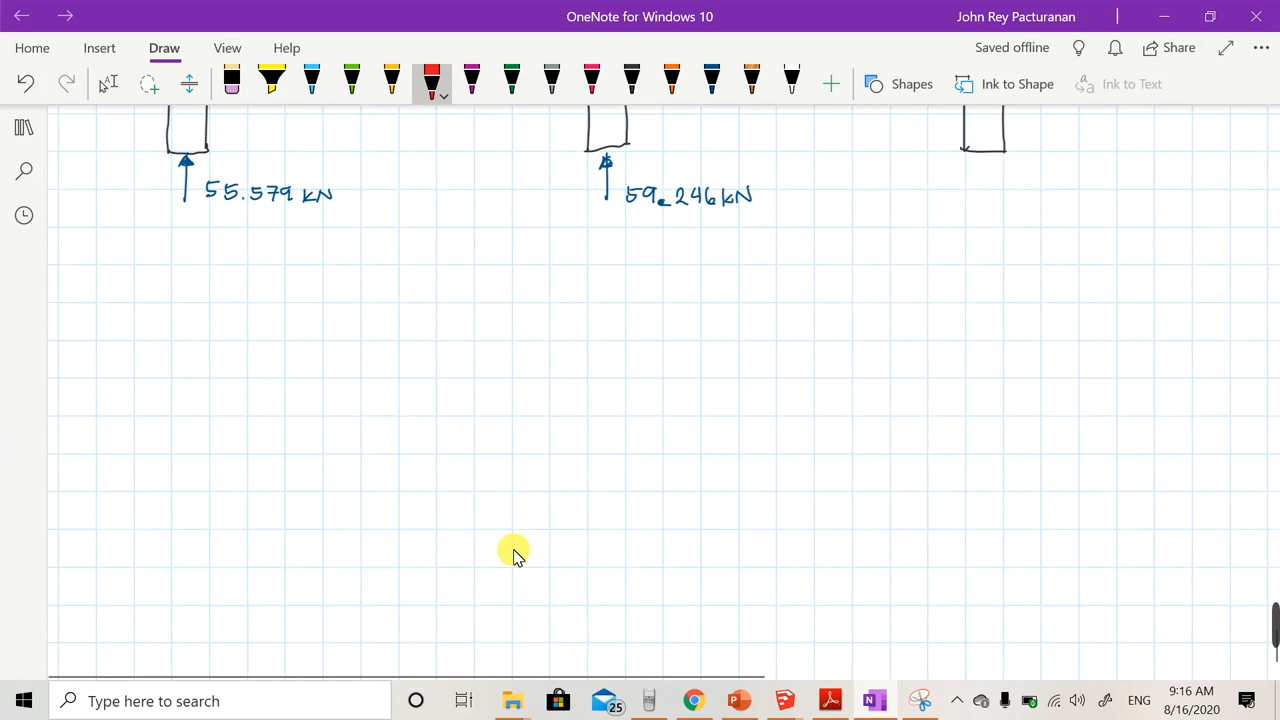 OneNote for Windows 10
John Rey Pacturanan
Home Insert Draw View Help
Saved offline Share
Shapes Ink to Shape Ink to Text
55.579 kN
59.246 kN
Type here to search
25
ENG
9:16 AM
8/16/2020